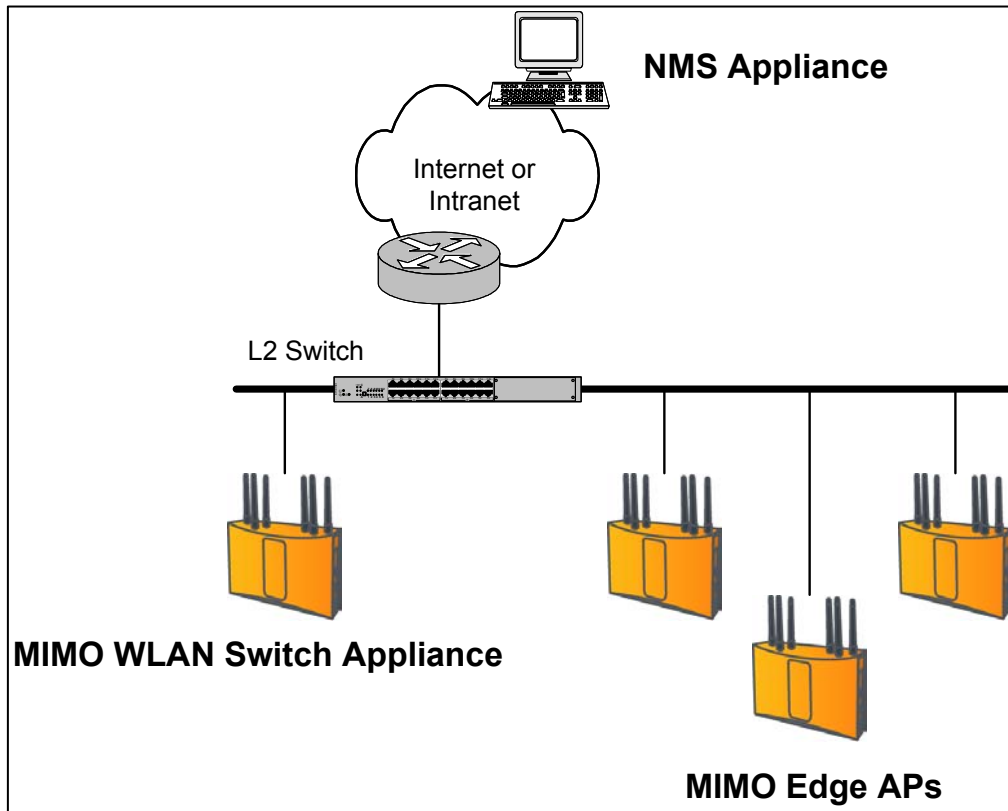 NMS Appliance
Internet or
Intranet
L2 Switch
MIMO WLAN Switch Appliance
MIMO Edge APs